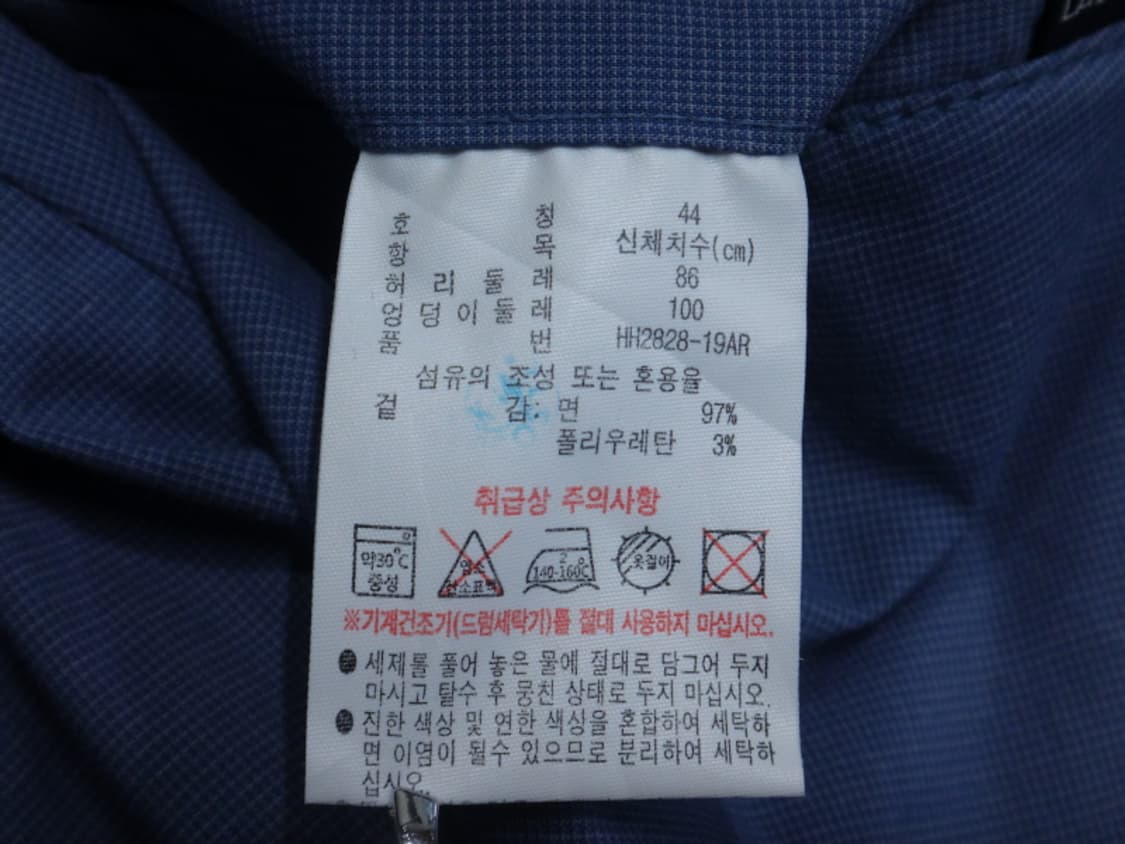 호 칭 44
항 목 신체치수(cm)
허 리 둘 레 86
엉 덩 이 둘 레 100
품 번 HH2828-19AR
섬유의 조성 또는 혼용율
겉 감: 면 97%
폴리우레탄 3%
취급상 주의사항
약30℃
중성
염소
산소표백
2
140-160℃
옷걸이
※기계건조기(드럼세탁기)를 절대 사용하지 마십시오.
● 세제를 풀어 놓은 물에 절대로 담그어 두지
마시고 탈수 후 뭉친 상태로 두지 마십시오.
● 진한 색상 및 연한 색상을 혼합하여 세탁하
면 이염이 될수 있으므로 분리하여 세탁하
십시오.